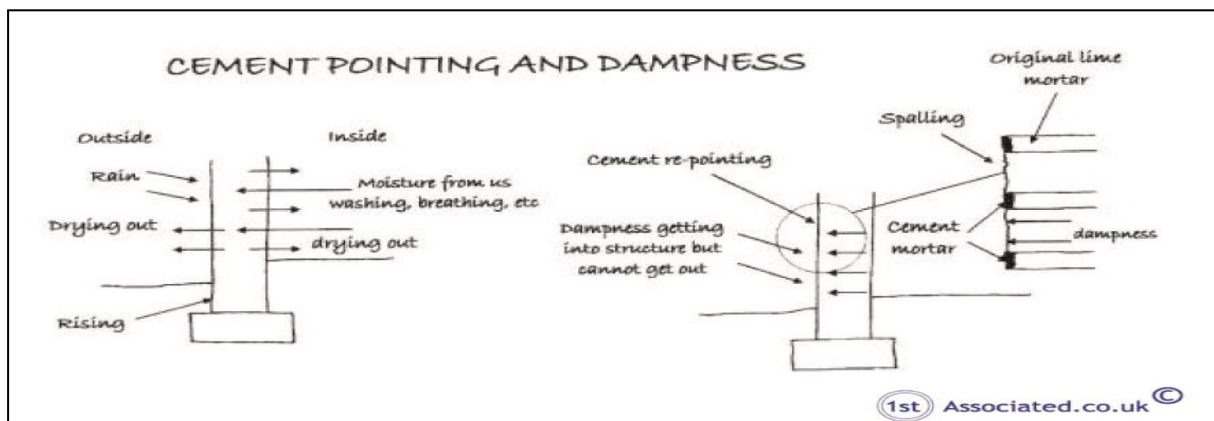 CEMENT POINTING AND DAMPNESS
Outside
Inside
Rain
Moisture from us
washing, breathing, etc
Drying out
drying out
Rising
Original lime
mortar
Spalling
Cement re-pointing
Dampness getting
into structure but
cannot get out
Cement
mortar
dampness
1st Associated.co.uk ©